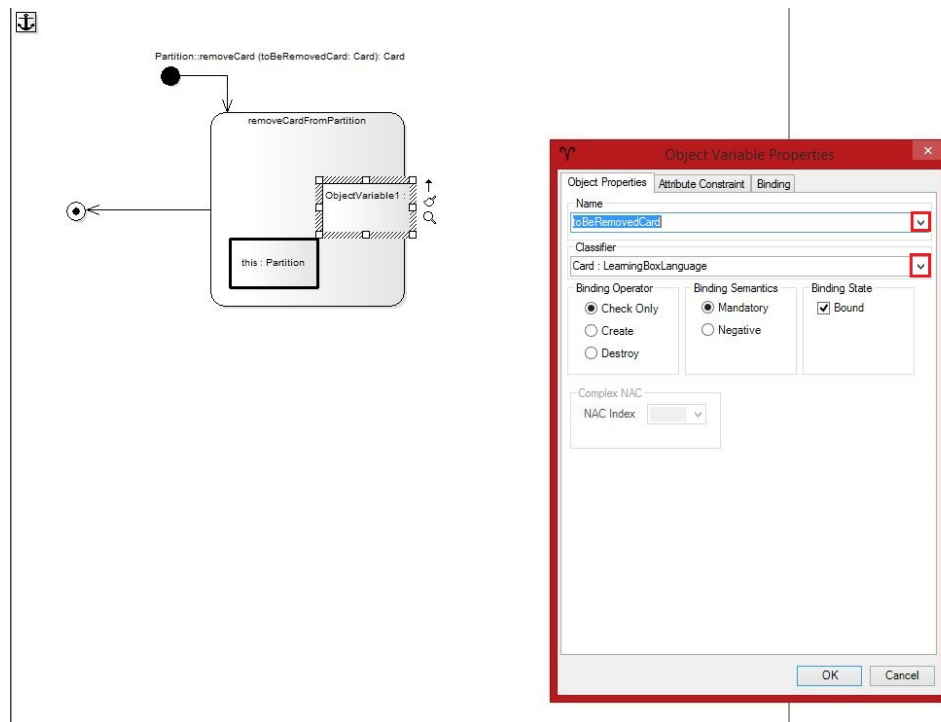 Partition::removeCard (toBeRemovedCard: Card): Card
removeCardFromPartition
ObjectVariable1 :
this : Partition
Object Variable Properties
Object Properties Attribute Constraint Binding
Name
toBeRemovedCard
Classifier
Card : LearningBoxLanguage
Binding Operator Binding Semantics Binding State
Check Only Mandatory Bound
Create Negative
Destroy
Complex NAC
NAC Index
OK Cancel